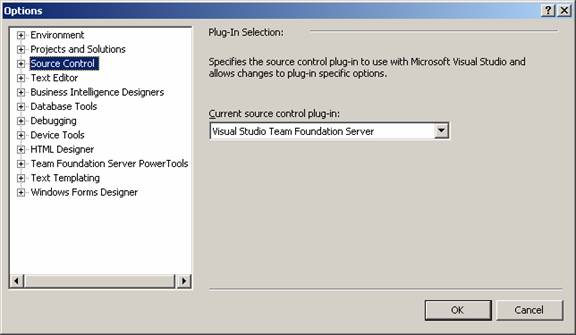 Options
Environment
Projects and Solutions
Source Control
Text Editor
Business Intelligence Designers
Database Tools
Debugging
Device Tools
HTML Designer
Team Foundation Server PowerTools
Text Templating
Windows Forms Designer
Plug-In Selection:
Specifies the source control plug-in to use with Microsoft Visual Studio and
allows changes to plug-in specific options.
Current source control plug-in:
Visual Studio Team Foundation Server
OK
Cancel